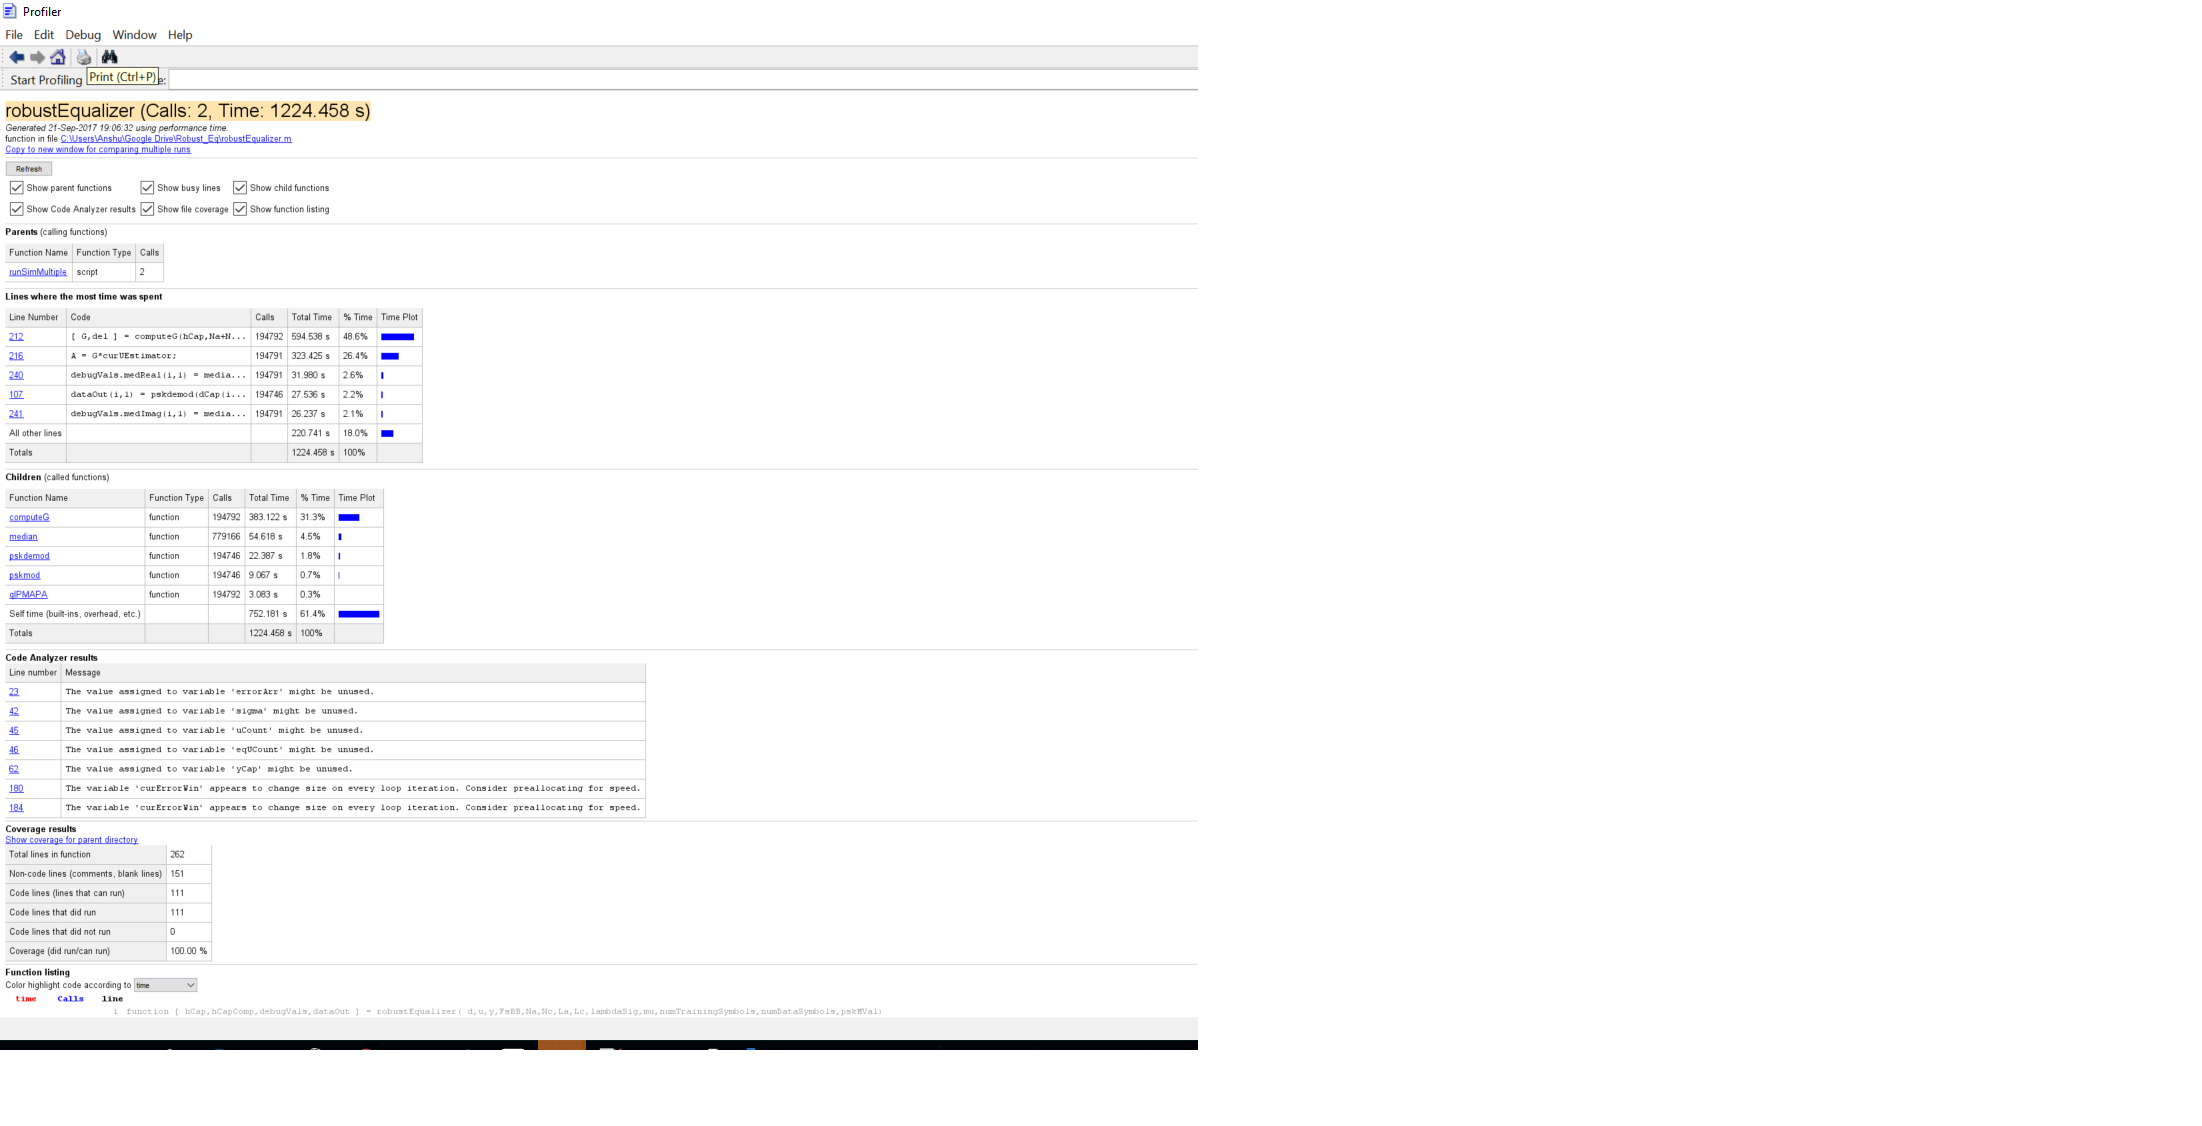 Profiler
File Edit Debug Window Help
Start Profiling Print (Ctrl+P) e:
robustEqualizer (Calls: 2, Time: 1224.458 s)
Generated 21-Sep-2017 19:06:32 using performance time.
function in file C:\Users\Anshu\Google Drive\Robust_Eq\robustEqualizer.m
Copy to new window for comparing multiple runs
Refresh
Show parent functions Show busy lines Show child functions
Show Code Analyzer results Show file coverage Show function listing
Parents (calling functions)
Function Name Function Type Calls
runSimMultiple script 2
Lines where the most time was spent
Line Number Code Calls Total Time % Time Time Plot
212 [ G,del ] = computeG(hCap,Na+N... 194792 594.538 s 48.6%
216 A = G*curUEstimator; 194791 323.425 s 26.4%
240 debugVals.medReal(i,1) = media... 194791 31.980 s 2.6%
107 dataOut(i,1) = pskdemod(dCap(i... 194746 27.536 s 2.2%
241 debugVals.medImag(i,1) = media... 194791 26.237 s 2.1%
All other lines 220.741 s 18.0%
Totals 1224.458 s 100%
Children (called functions)
Function Name Function Type Calls Total Time % Time Time Plot
computeG function 194792 383.122 s 31.3%
median function 779166 54.618 s 4.5%
pskdemod function 194746 22.387 s 1.8%
pskmod function 194746 9.067 s 0.7%
qIPMAPA function 194792 3.083 s 0.3%
Self time (built-ins, overhead, etc.) 752.181 s 61.4%
Totals 1224.458 s 100%
Code Analyzer results
Line number Message
23 The value assigned to variable 'errorArr' might be unused.
42 The value assigned to variable 'sigma' might be unused.
45 The value assigned to variable 'uCount' might be unused.
46 The value assigned to variable 'eqUCount' might be unused.
62 The value assigned to variable 'yCap' might be unused.
180 The variable 'curErrorWin' appears to change size on every loop iteration. Consider preallocating for speed.
184 The variable 'curErrorWin' appears to change size on every loop iteration. Consider preallocating for speed.
Coverage results
Show coverage for parent directory
Total lines in function 262
Non-code lines (comments, blank lines) 151
Code lines (lines that can run) 111
Code lines that did run 111
Code lines that did not run 0
Coverage (did run/can run) 100.00 %
Function listing
Color highlight code according to time
time Calls line
1 function [ hCap,hCapComp,debugVals,dataOut ] = robustEqualizer( d,u,y,FsBB,Na,Nc,La,Lc,lambdaSig,mu,numTrainingSymbols,numDataSymbols,pskMVal)